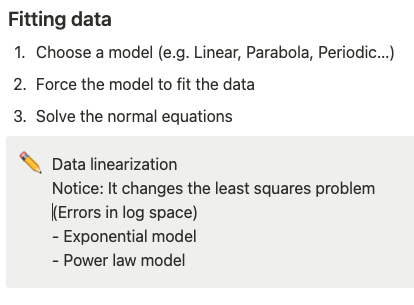 Fitting data
1. Choose a model (e.g. Linear, Parabola, Periodic...)
2. Force the model to fit the data
3. Solve the normal equations
Data linearization
Notice: It changes the least squares problem
(Errors in log space)
- Exponential model
- Power law model